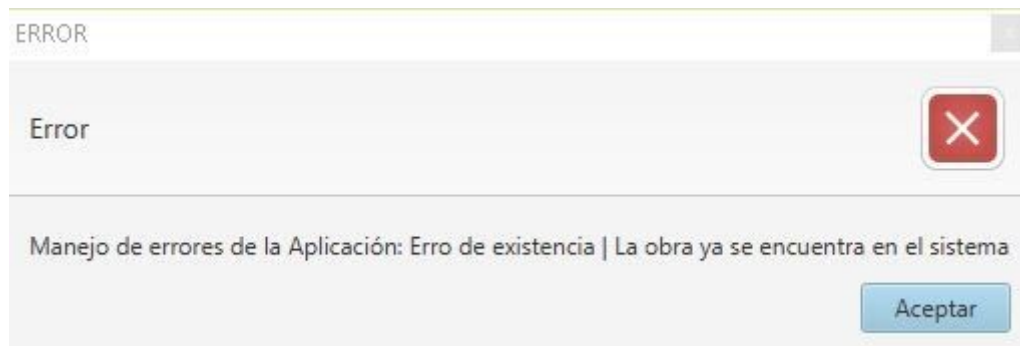 ERROR
Error
Manejo de errores de la Aplicación: Erro de existencia | La obra ya se encuentra en el sistema
Aceptar